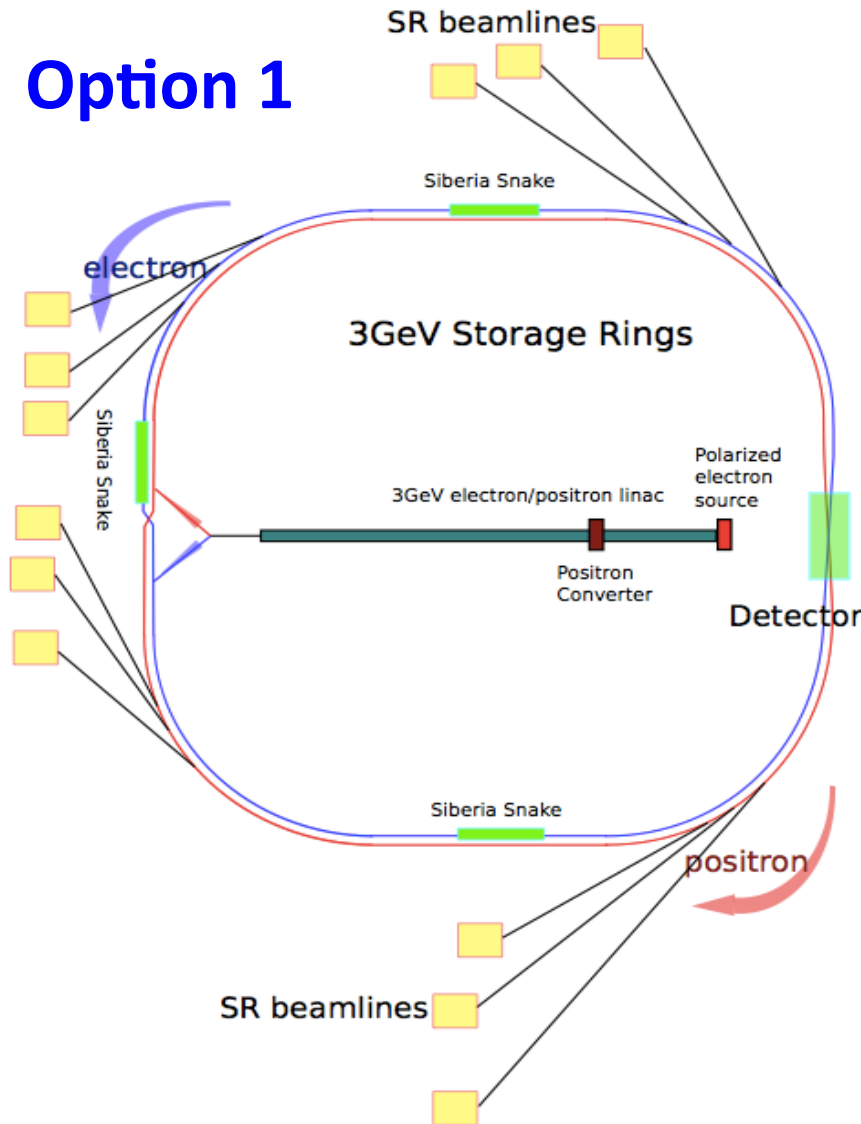 SR beamlines
Option 1
Siberia Snake
electron
3GeV Storage Rings
Siberia Snake
Polarized
electron
source
3GeV electron/positron linac
Positron
Converter
Detector
Siberia Snake
positron
SR beamlines